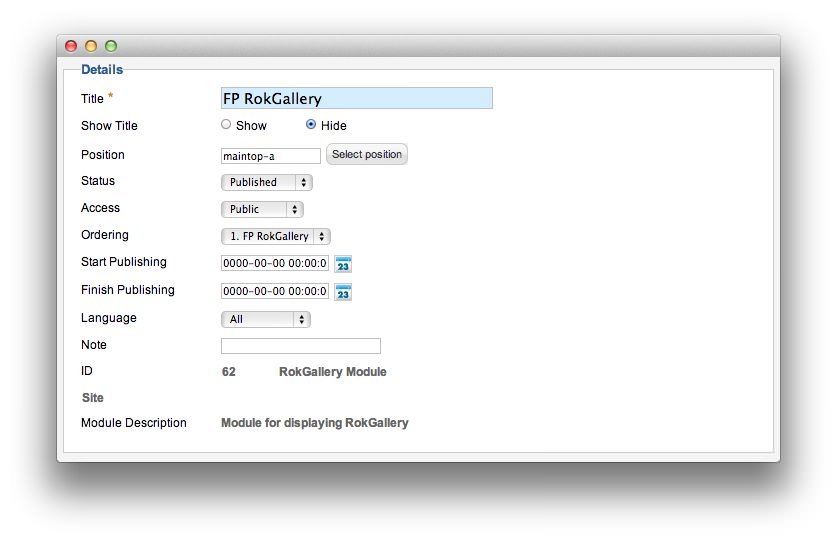 Details
Title * FP RokGallery
Show Title Show Hide
Position maintop-a Select position
Status Published
Access Public
Ordering 1. FP RokGallery
Start Publishing 0000-00-00 00:00:0 23
Finish Publishing 0000-00-00 00:00:0 23
Language All
Note
ID 62 RokGallery Module
Site
Module Description Module for displaying RokGallery